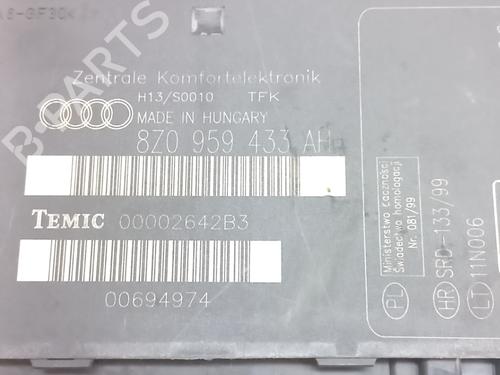 B-PARTS
Zentrale Komfortelektronik
H13/S0010 TFK
MADE IN HUNGARY
8Z0 959 433 AH
TEMIC 00002642B3
00694974
Ministerstwo Łączności
Świadectwo homologacji
Nr. 081/99
PL
HR SRD-133/99
LT 11N006